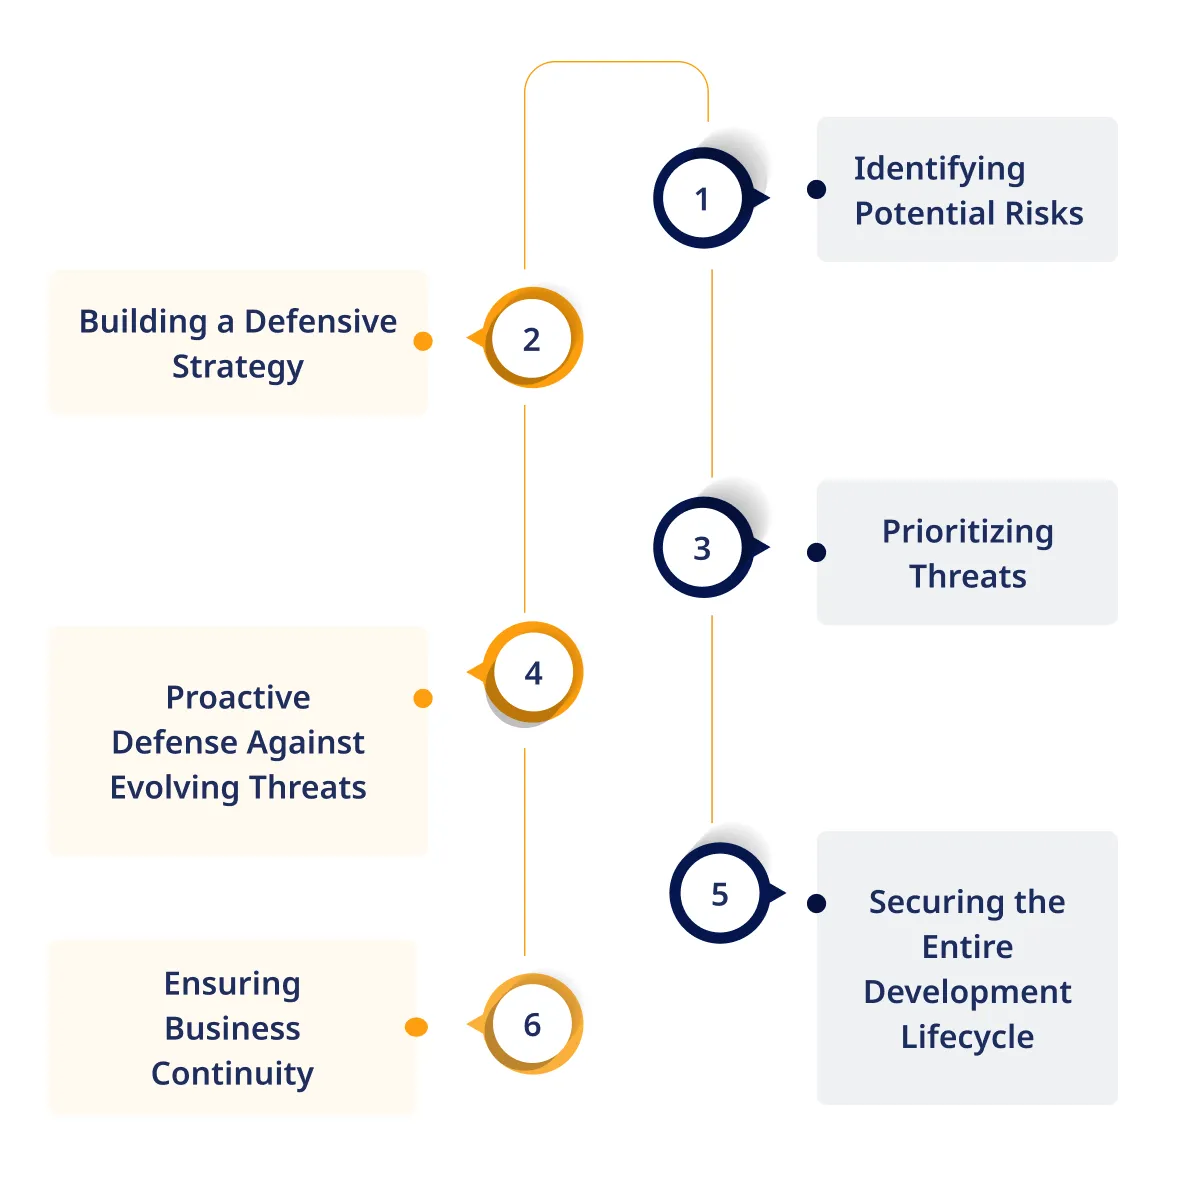 1
Identifying
Potential Risks
2
Building a Defensive
Strategy
3
Prioritizing
Threats
4
Proactive
Defense Against
Evolving Threats
5
Securing the
Entire
Development
Lifecycle
6
Ensuring
Business
Continuity